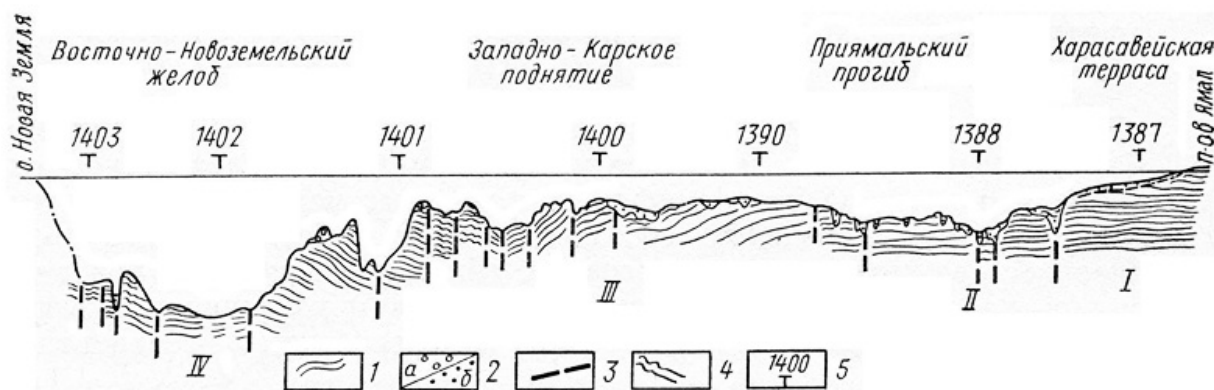 о. Новая Земля
Восточно-Новоземельский
желоб
Западно-Карское
поднятие
Приямальский
прогиб
Харасавейская
терраса
п-ов Ямал
1403
1402
1401
1400
1390
1388
1387
IV
III
II
I
1
а б 2
3
4
1400 5